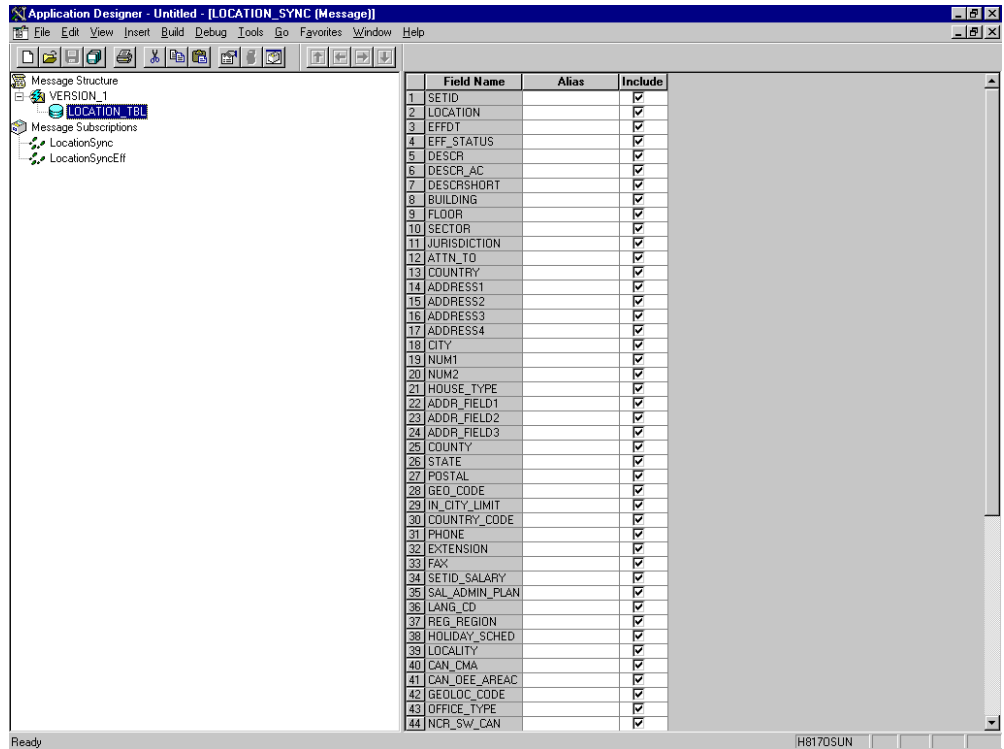 Application Designer - Untitled - [LOCATION_SYNC (Message)]
File Edit View Insert Build Debug Tools Go Favorites Window Help
Message Structure
VERSION_1
LOCATION_TBL
Message Subscriptions
LocationSync
LocationSyncEff
Field Name Alias Include
1 SETID
2 LOCATION
3 EFFDT
4 EFF_STATUS
5 DESCR
6 DESCR_AC
7 DESCRSHORT
8 BUILDING
9 FLOOR
10 SECTOR
11 JURISDICTION
12 ATTN_TO
13 COUNTRY
14 ADDRESS1
15 ADDRESS2
16 ADDRESS3
17 ADDRESS4
18 CITY
19 NUM1
20 NUM2
21 HOUSE_TYPE
22 ADDR_FIELD1
23 ADDR_FIELD2
24 ADDR_FIELD3
25 COUNTY
26 STATE
27 POSTAL
28 GEO_CODE
29 IN_CITY_LIMIT
30 COUNTRY_CODE
31 PHONE
32 EXTENSION
33 FAX
34 SETID_SALARY
35 SAL_ADMIN_PLAN
36 LANG_CD
37 REG_REGION
38 HOLIDAY_SCHED
39 LOCALITY
40 CAN_CMA
41 CAN_OEE_AREAC
42 GEOLOC_CODE
43 OFFICE_TYPE
44 NCR_SW_CAN
Ready
H8170SUN